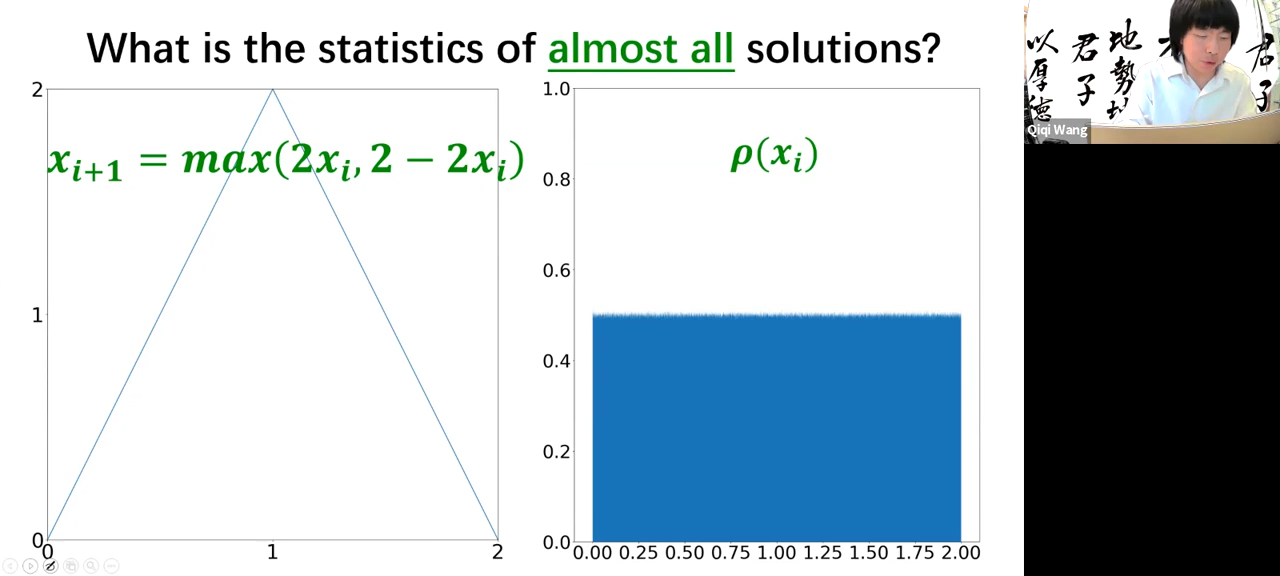 What is the statistics of almost all solutions?
2
1
0
0
1
2
x_{i+1} = max(2x_i, 2 − 2x_i)
1.0
0.8
0.6
0.4
0.2
0.0
0.00 0.25 0.50 0.75 1.00 1.25 1.50 1.75 2.00
ρ(x_i)
以厚德
君子
地勢
君子
Qiqi Wang